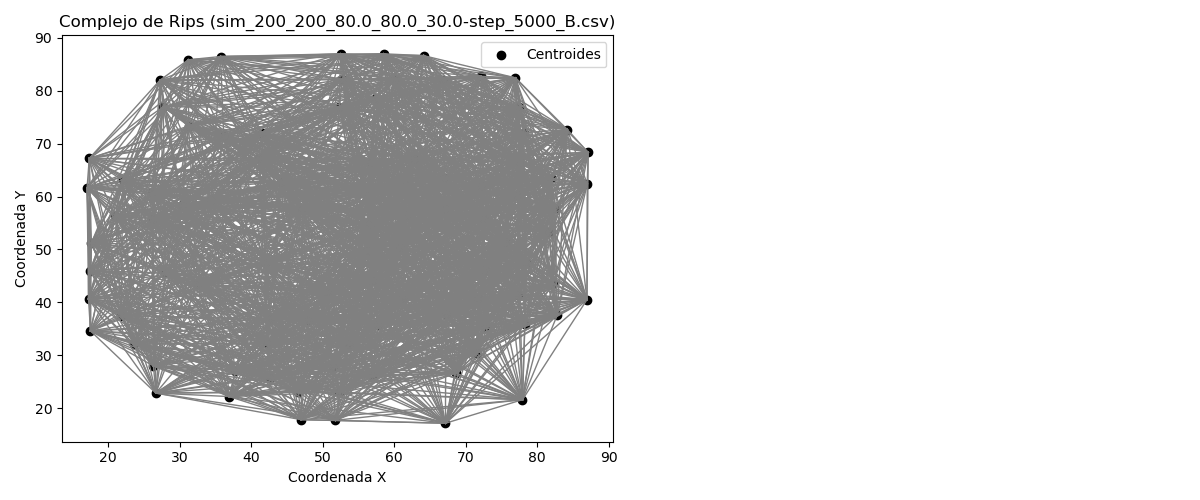 Complejo de Rips (sim_200_200_80.0_80.0_30.0-step_5000_B.csv)
Centroides
Coordenada Y
90
80
70
60
50
40
30
20
20 30 40 50 60 70 80 90
Coordenada X